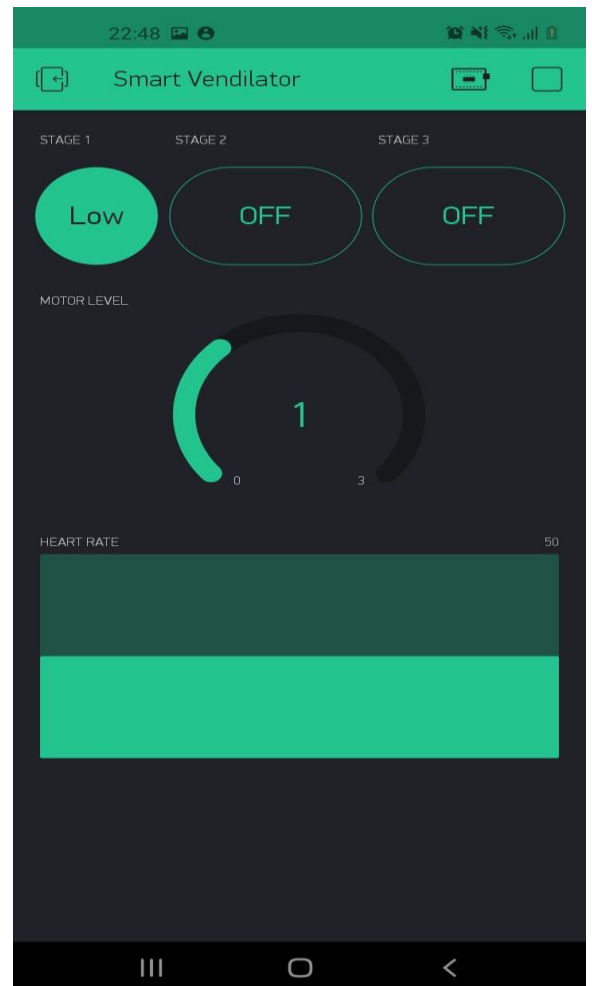 22:48
Smart Vendilator
STAGE 1 STAGE 2 STAGE 3
Low OFF OFF
MOTOR LEVEL
1
0 3
HEART RATE 50